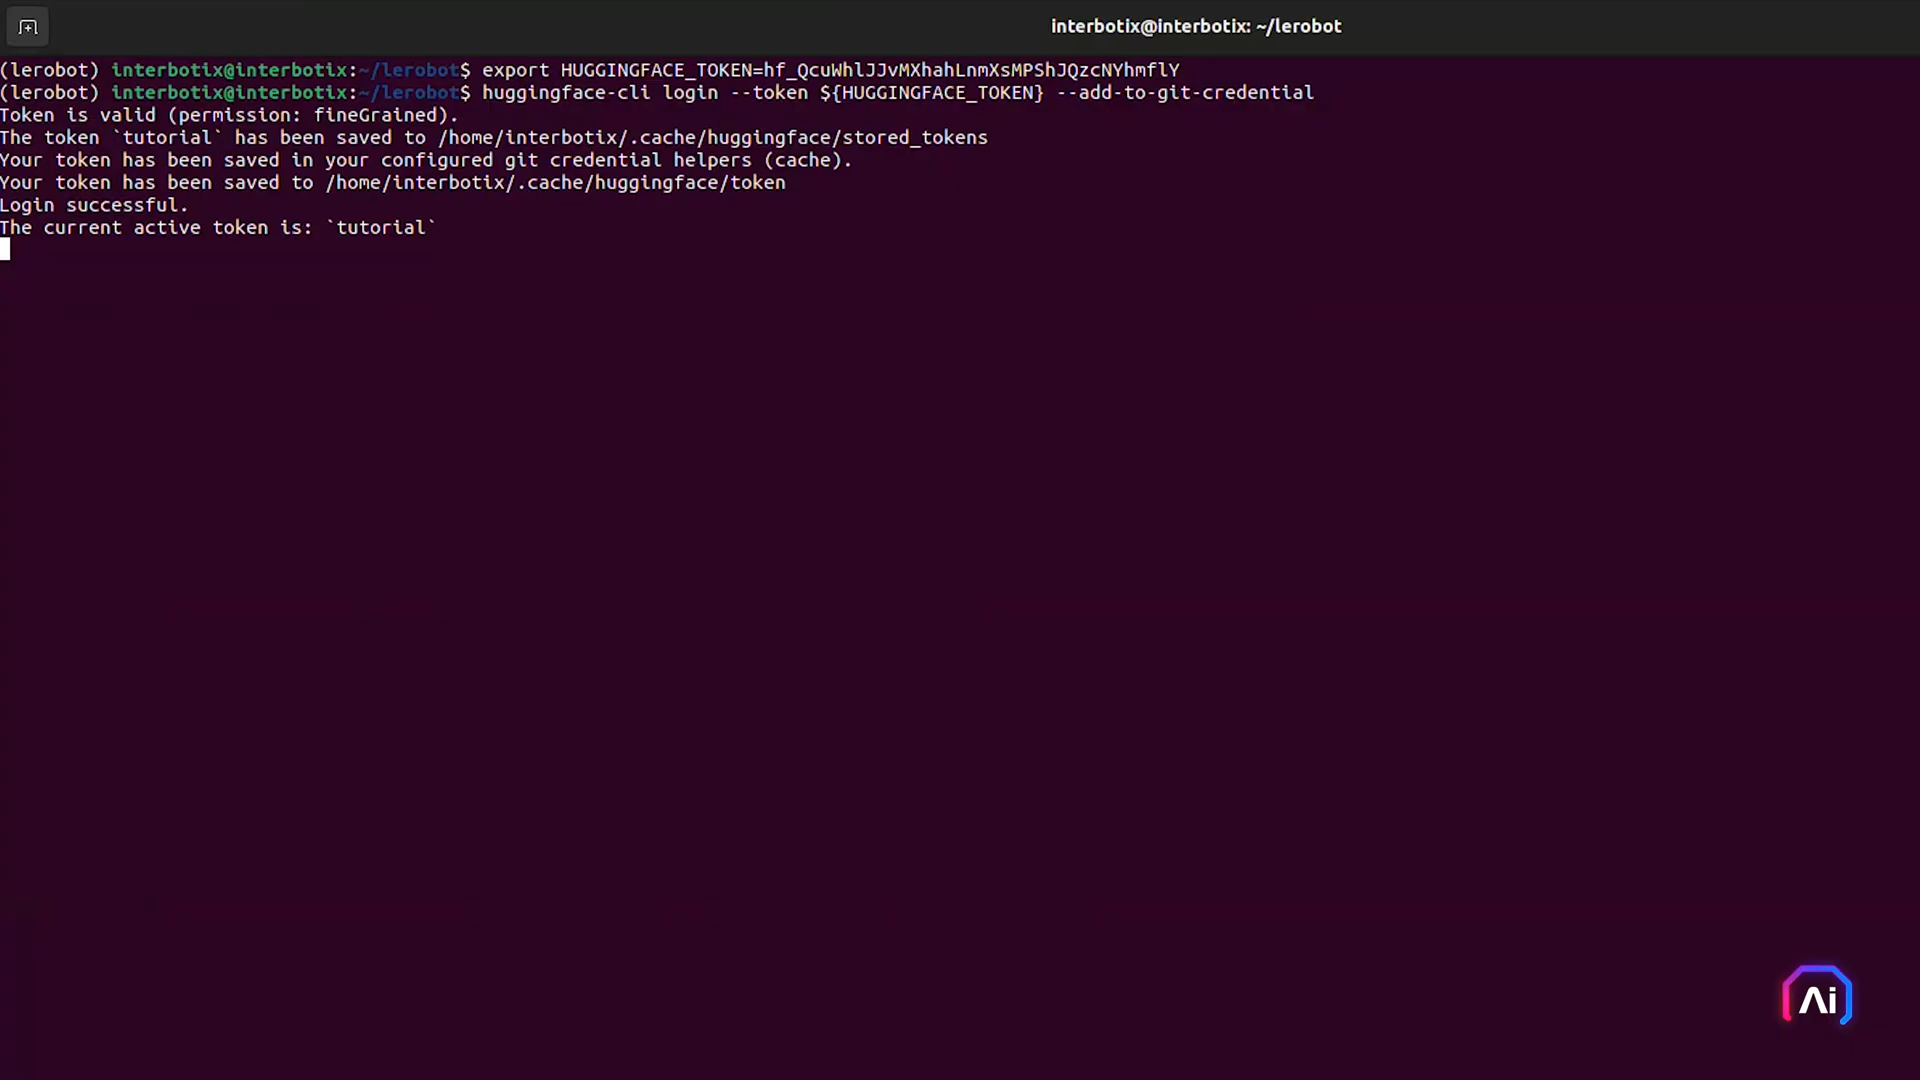 interbotix@interbotix: ~/lerobot
(lerobot) interbotix@interbotix:~/lerobot$ export HUGGINGFACE_TOKEN=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
(lerobot) interbotix@interbotix:~/lerobot$ huggingface-cli login --token ${HUGGINGFACE_TOKEN} --add-to-git-credential
Token is valid (permission: fineGrained).
The token `tutorial` has been saved to /home/interbotix/.cache/huggingface/stored_tokens
Your token has been saved in your configured git credential helpers (cache).
Your token has been saved to /home/interbotix/.cache/huggingface/token
Login successful.
The current active token is: `tutorial`
Ai